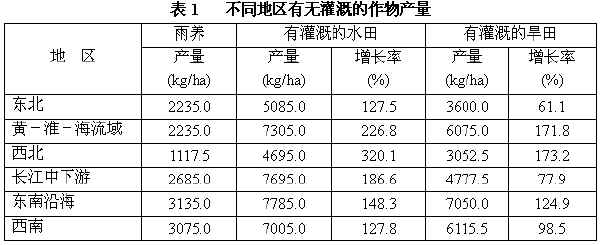 表1 不同地区有无灌溉的作物产量
地 区 雨养 有灌溉的水田 有灌溉的旱田
产量 (kg/ha) 产量 (kg/ha) 增长率 (%) 产量 (kg/ha) 增长率 (%)
东北 2235.0 5085.0 127.5 3600.0 61.1
黄-淮-海流域 2235.0 7305.0 226.8 6075.0 171.8
西北 1117.5 4695.0 320.1 3052.5 173.2
长江中下游 2685.0 7695.0 186.6 4777.5 77.9
东南沿海 3135.0 7785.0 148.3 7050.0 124.9
西南 3075.0 7005.0 127.8 6115.5 98.5